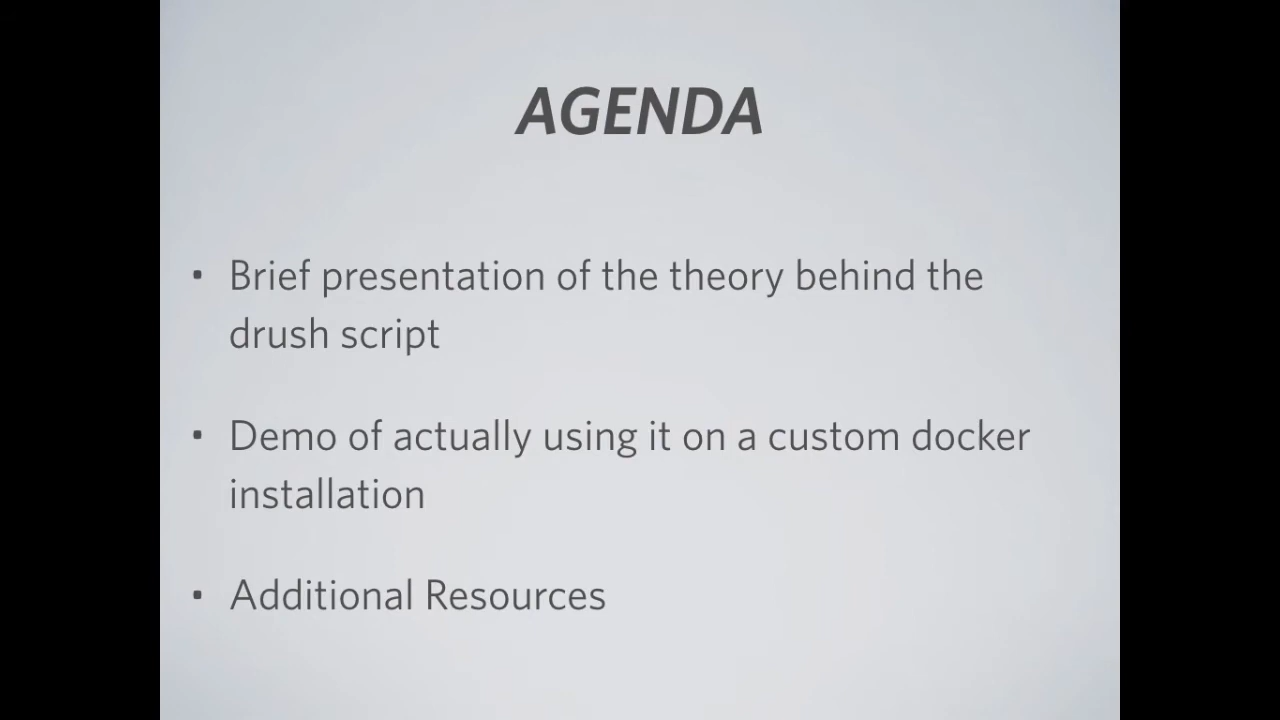 AGENDA
• Brief presentation of the theory behind the
drush script
• Demo of actually using it on a custom docker
installation
• Additional Resources